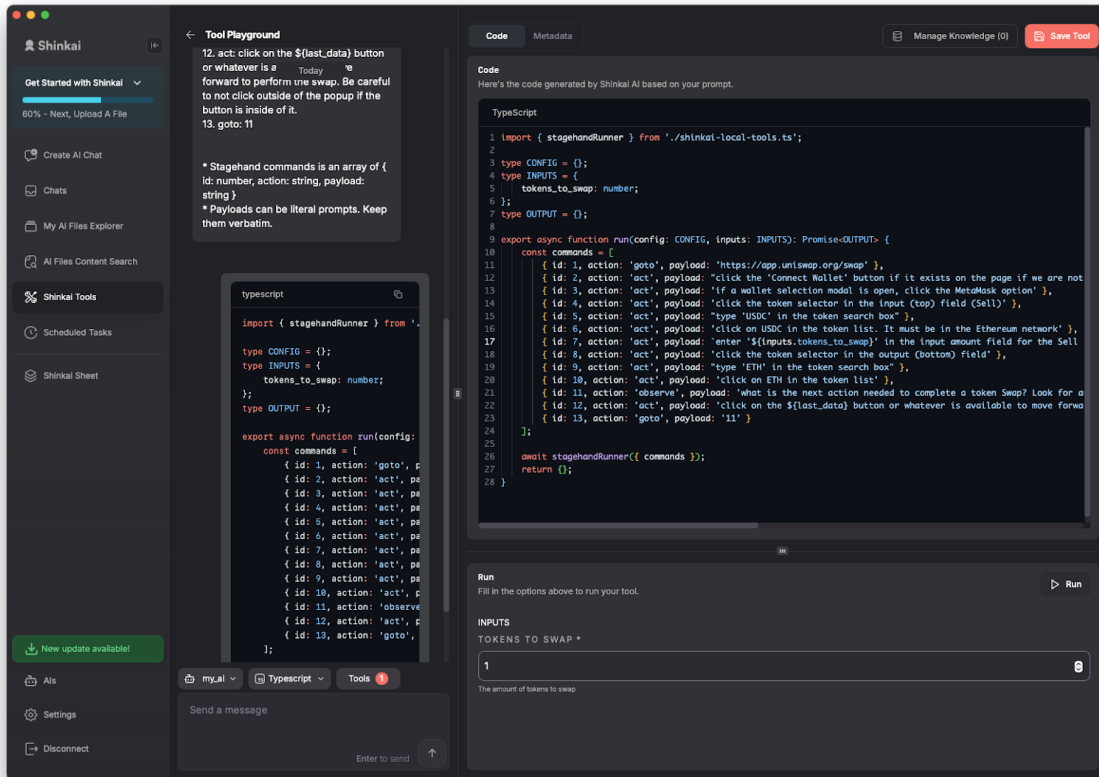 Shinkai
Get Started with Shinkai
60% - Next, Upload A File
Create AI Chat
Chats
My AI Files Explorer
AI Files Content Search
Shinkai Tools
Scheduled Tasks
Shinkai Sheet
New update available!
AIs
Settings
Disconnect
Tool Playground
12. act: click on the ${last_data} button
or whatever is a
Today
forward to perform the swap. Be careful
to not click outside of the popup if the
button is inside of it.
13. goto: 11
* Stagehand commands is an array of {
id: number, action: string, payload:
string }
* Payloads can be literal prompts. Keep
them verbatim.
typescript
import { stagehandRunner } from '.
type CONFIG = {};
type INPUTS = {
tokens_to_swap: number;
};
type OUTPUT = {};
export async function run(config:
const commands = [
{ id: 1, action: 'goto', p
{ id: 2, action: 'act', pa
{ id: 3, action: 'act', pa
{ id: 4, action: 'act', pa
{ id: 5, action: 'act', pa
{ id: 6, action: 'act', pa
{ id: 7, action: 'act', pa
{ id: 8, action: 'act', pa
{ id: 9, action: 'act', pa
{ id: 10, action: 'act', p
{ id: 11, action: 'observe
{ id: 12, action: 'act', p
{ id: 13, action: 'goto',
];
my_ai
Typescript
Tools 1
Send a message
Enter to send
Code
Metadata
Manage Knowledge (0)
Save Tool
Code
Here's the code generated by Shinkai AI based on your prompt.
TypeScript
1 import { stagehandRunner } from './shinkai-local-tools.ts';
2
3 type CONFIG = {};
4 type INPUTS = {
5 tokens_to_swap: number;
6 };
7 type OUTPUT = {};
8
9 export async function run(config: CONFIG, inputs: INPUTS): Promise<OUTPUT> {
10 const commands = [
11 { id: 1, action: 'goto', payload: 'https://app.uniswap.org/swap' },
12 { id: 2, action: 'act', payload: "click the 'Connect Wallet' button if it exists on the page if we are not
13 { id: 3, action: 'act', payload: 'if a wallet selection modal is open, click the MetaMask option' },
14 { id: 4, action: 'act', payload: 'click the token selector in the input (top) field (Sell)' },
15 { id: 5, action: 'act', payload: "type 'USDC' in the token search box" },
16 { id: 6, action: 'act', payload: 'click on USDC in the token list. It must be in the Ethereum network' },
17 { id: 7, action: 'act', payload: `enter '${inputs.tokens_to_swap}' in the input amount field for the Sell
18 { id: 8, action: 'act', payload: 'click the token selector in the output (bottom) field' },
19 { id: 9, action: 'act', payload: "type 'ETH' in the token search box" },
20 { id: 10, action: 'act', payload: 'click on ETH in the token list' },
21 { id: 11, action: 'observe', payload: 'what is the next action needed to complete a token Swap? Look for a
22 { id: 12, action: 'act', payload: 'click on the ${last_data} button or whatever is available to move forwa
23 { id: 13, action: 'goto', payload: '11' }
24 ];
25
26 await stagehandRunner({ commands });
27 return {};
28 }
Run
Fill in the options above to run your tool.
Run
INPUTS
TOKENS TO SWAP *
1
The amount of tokens to swap